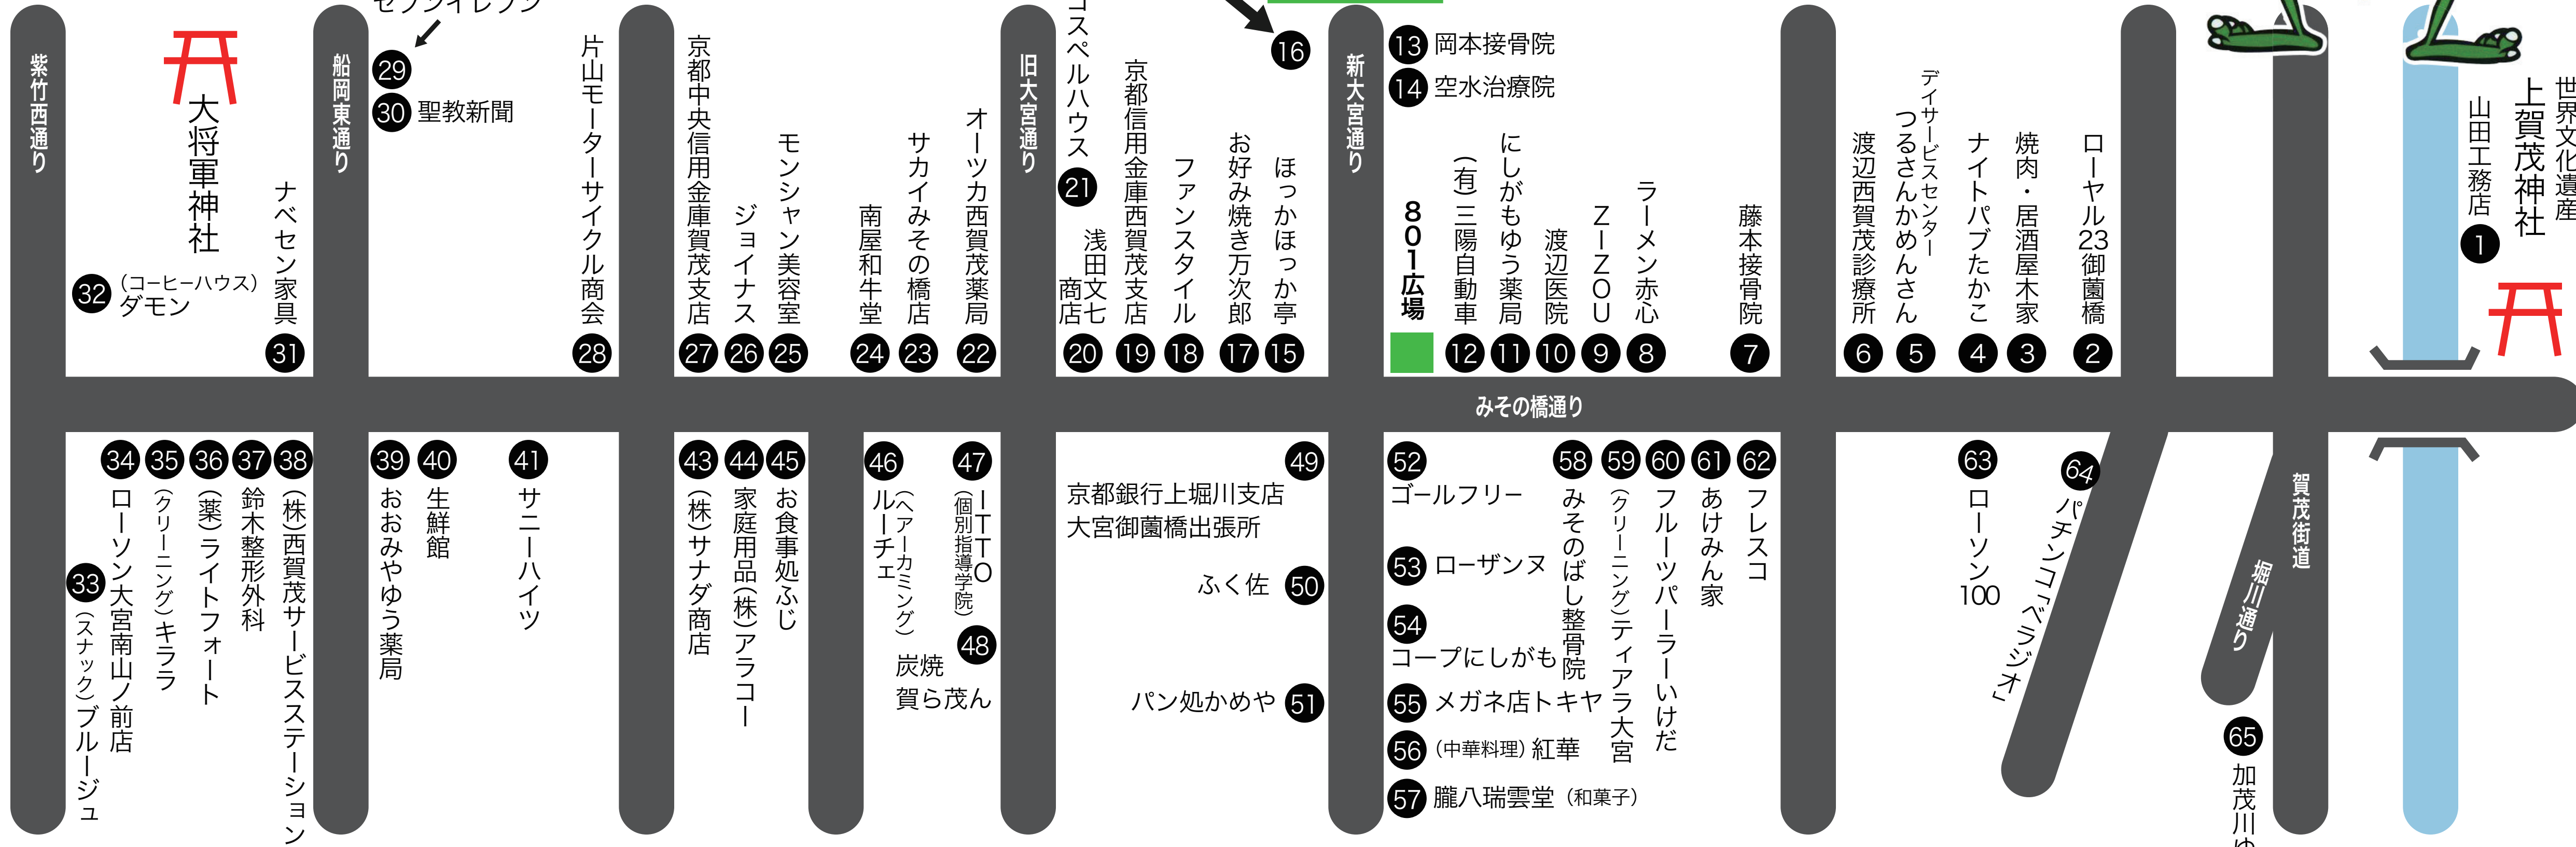 セブンイレブン
紫竹西通り
大将軍神社
32
（コーヒーハウス）
ダモン
ナベセン家具
31
船岡東通り
29
30 聖教新聞
片山モーターサイクル商会
28
京都中央信用金庫西賀茂支店
27
ジョイナス
26
モンシャン美容室
25
南屋和牛堂
24
サカイみその橋店
23
オーツカ西賀茂薬局
22
旧大宮通り
ゴスペルハウス
21
浅田文七
商店
20
京都信用金庫西賀茂支店
19
ファンスタイル
18
お好み焼き万次郎
17
ほっかほっか亭
15
16
新大宮通り
13 岡本接骨院
14 空水治療院
801広場
(有)三陽自動車
12
にしがもゆう薬局
11
渡辺医院
10
ZIZOU
9
ラーメン赤心
8
藤本接骨院
7
渡辺西賀茂診療所
6
デイサービスセンター
つるさんかめんさん
5
ナイトパブたかこ
4
焼肉・居酒屋木家
3
ローヤル23御薗橋
2
世界文化遺産
上賀茂神社
山田工務店
1
みその橋通り
33
(スナック)ブルージュ
34
ローソン大宮南山ノ前店
35
(クリーニング)キララ
36
(薬)ライトフォート
37
鈴木整形外科
38
(株)西賀茂サービスステーション
39
おおみやゆう薬局
40
生鮮館
41
サニーハイツ
43
(株)サナダ商店
44
家庭用品(株)アラコー
45
お食事処ふじ
46
(ヘアーカミング)
ルーチェ
47
ITTO
(個別指導学院)
48
炭焼
賀ら茂ん
49
京都銀行上堀川支店
大宮御薗橋出張所
ふく佐 50
パン処かめや 51
52
ゴールフリー
53 ローザンヌ
54
コープにしがも
55 メガネ店トキヤ
56 (中華料理)紅華
57 朧八瑞雲堂（和菓子）
58
みそのばし整骨院
59
(クリーニング)ティアラ大宮
60
フルーツパーラーいけだ
61
あけみん家
62
フレスコ
63
ローソン
100
64
パチンコ「ベラジオ」
賀茂街道
堀川通り
65
加茂川